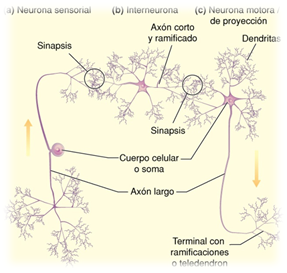 a) Neurona sensorial
(b) Interneurona
(c) Neurona motora /
de proyección
Axón corto
y ramificado
Dendritas
Sinapsis
Sinapsis
Cuerpo celular
o soma
Axón largo
Terminal con
ramificaciones
o teledendron